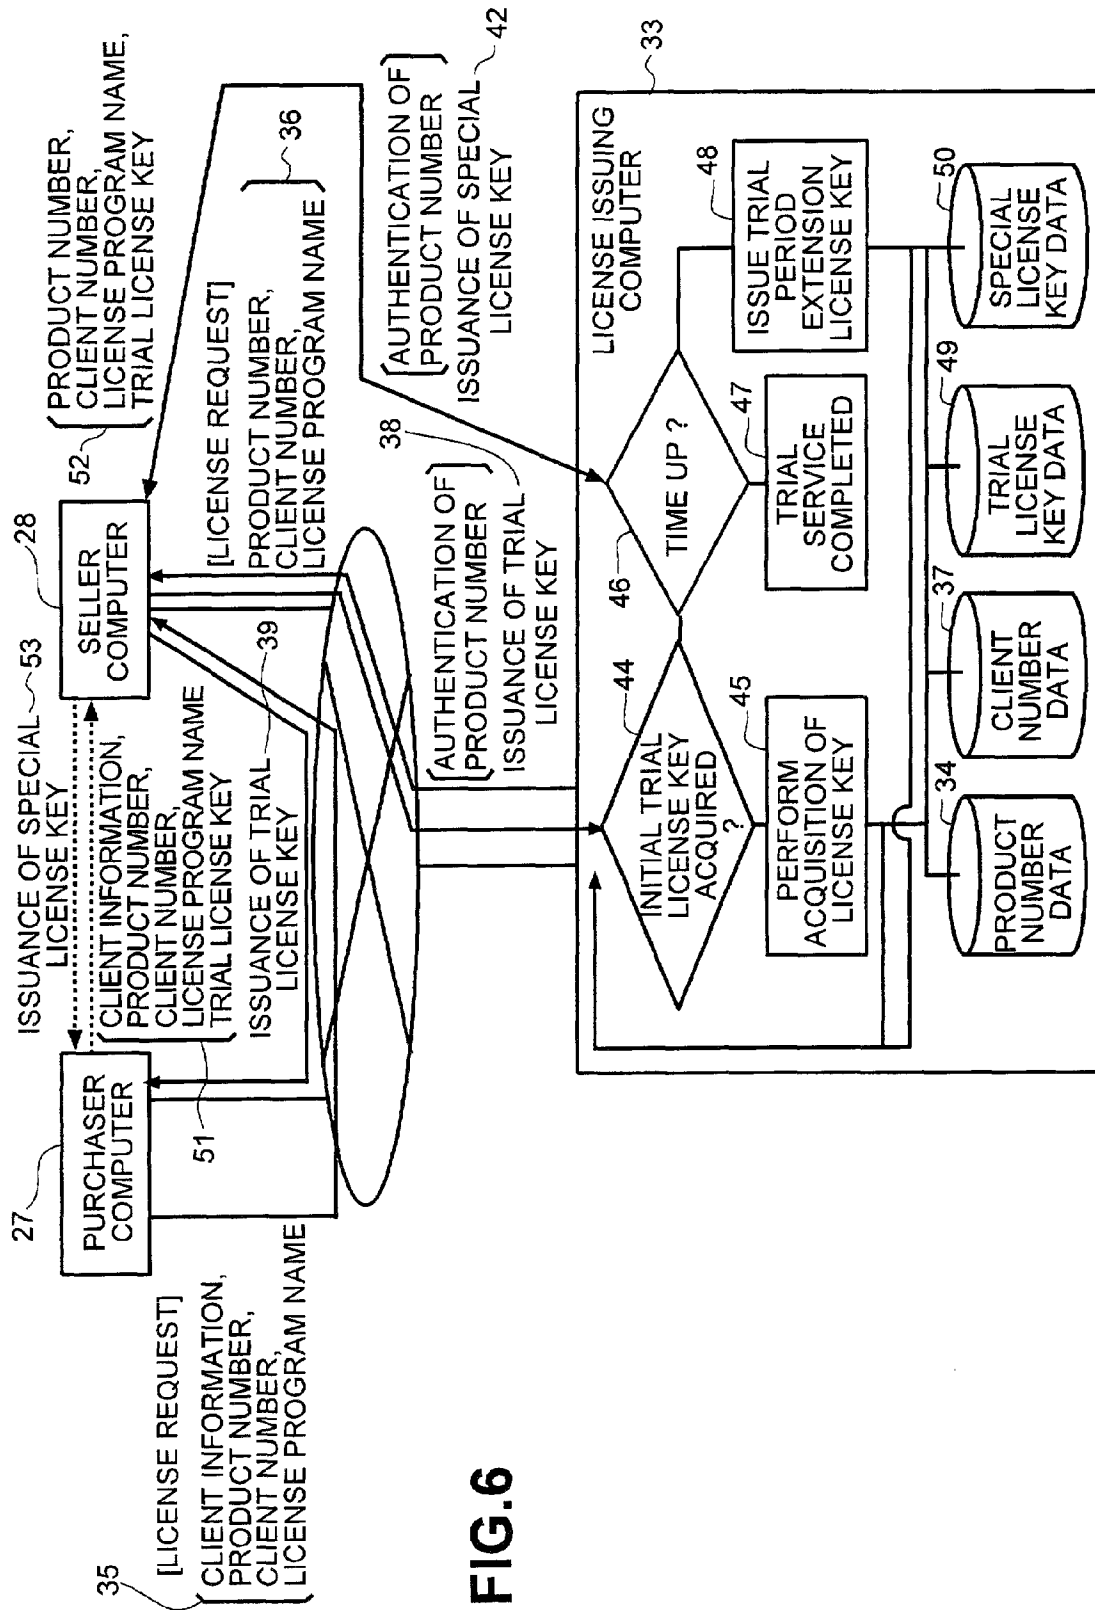 35
[LICENSE REQUEST]
CLIENT INFORMATION,
PRODUCT NUMBER,
CLIENT NUMBER,
LICENSE PROGRAM NAME
27
PURCHASER
COMPUTER
ISSUANCE OF SPECIAL 53
LICENSE KEY
CLIENT INFORMATION,
PRODUCT NUMBER,
CLIENT NUMBER,
LICENSE PROGRAM NAME
TRIAL LICENSE KEY
51
ISSUANCE OF TRIAL 39
LICENSE KEY
28
SELLER
COMPUTER
52
PRODUCT NUMBER,
CLIENT NUMBER,
LICENSE PROGRAM NAME,
TRIAL LICENSE KEY
[LICENSE REQUEST]
PRODUCT NUMBER,
CLIENT NUMBER,
LICENSE PROGRAM NAME
36
AUTHENTICATION OF
PRODUCT NUMBER
ISSUANCE OF TRIAL 38
LICENSE KEY
AUTHENTICATION OF
PRODUCT NUMBER
ISSUANCE OF SPECIAL 42
LICENSE KEY
33
LICENSE ISSUING
COMPUTER
44
INITIAL TRIAL
LICENSE KEY
ACQUIRED
?
46
TIME UP ?
48
ISSUE TRIAL
PERIOD
EXTENSION
LICENSE KEY
45
PERFORM
ACQUISITION OF
LICENSE KEY
47
TRIAL
SERVICE
COMPLETED
34
PRODUCT
NUMBER
DATA
37
CLIENT
NUMBER
DATA
49
TRIAL
LICENSE
KEY DATA
50
SPECIAL
LICENSE
KEY DATA
FIG.6